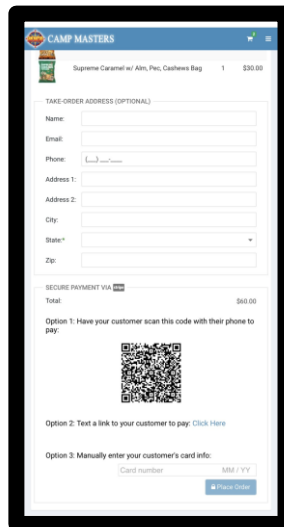 CAMP MASTERS
Supreme Caramel w/ Alm, Pec, Cashews Bag 1 $30.00
TAKE-ORDER ADDRESS (OPTIONAL)
Name:
Email:
Phone: (___) ___-____
Address 1:
Address 2:
City:
State:*
Zip:
SECURE PAYMENT VIA stripe
Total: $60.00
Option 1: Have your customer scan this code with their phone to
pay:
Option 2: Text a link to your customer to pay: Click Here
Option 3: Manually enter your customer's card info:
Card number MM / YY
Place Order